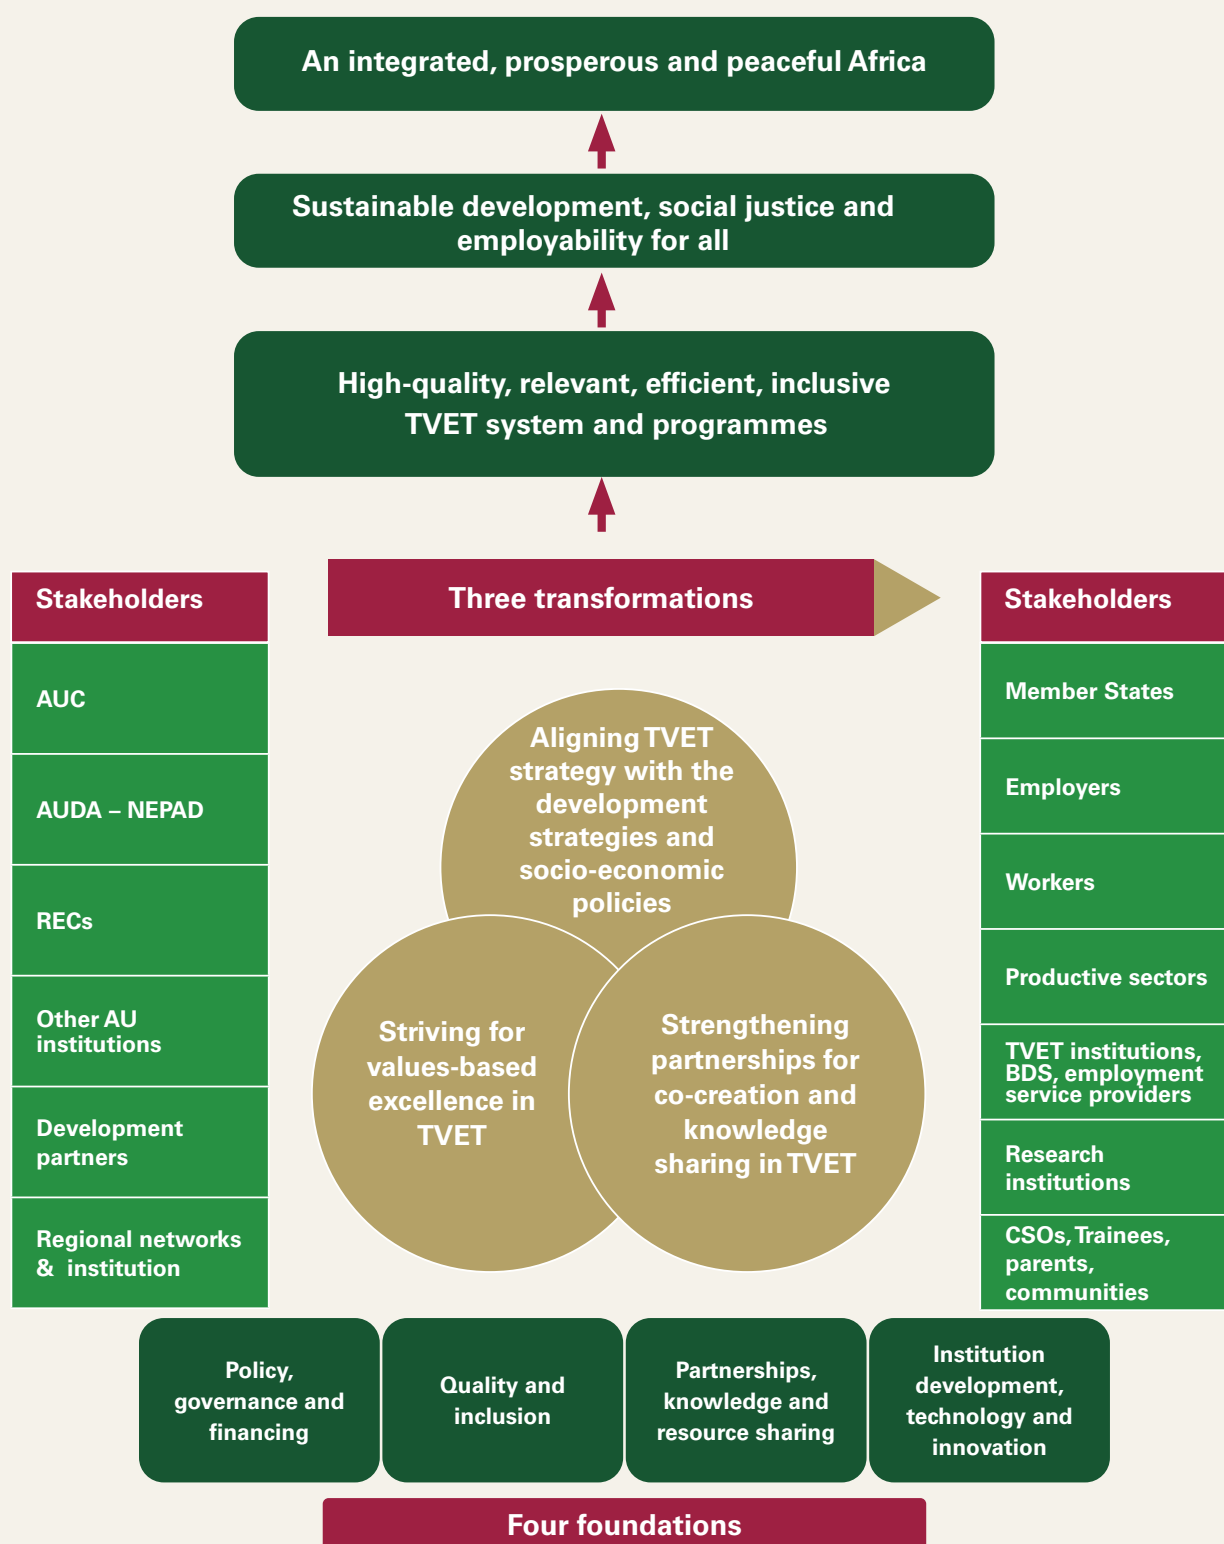 An integrated, prosperous and peaceful Africa
Sustainable development, social justice and
employability for all
High-quality, relevant, efficient, inclusive
TVET system and programmes
Three transformations
Stakeholders
AUC
AUDA – NEPAD
RECs
Other AU
institutions
Development
partners
Regional networks
& institution
Aligning TVET
strategy with the
development
strategies and
socio-economic
policies
Striving for
values-based
excellence in
TVET
Strengthening
partnerships for
co-creation and
knowledge
sharing in TVET
Stakeholders
Member States
Employers
Workers
Productive sectors
TVET institutions,
BDS, employment
service providers
Research
institutions
CSOs, Trainees,
parents,
communities
Policy,
governance and
financing
Quality and
inclusion
Partnerships,
knowledge and
resource sharing
Institution
development,
technology and
innovation
Four foundations